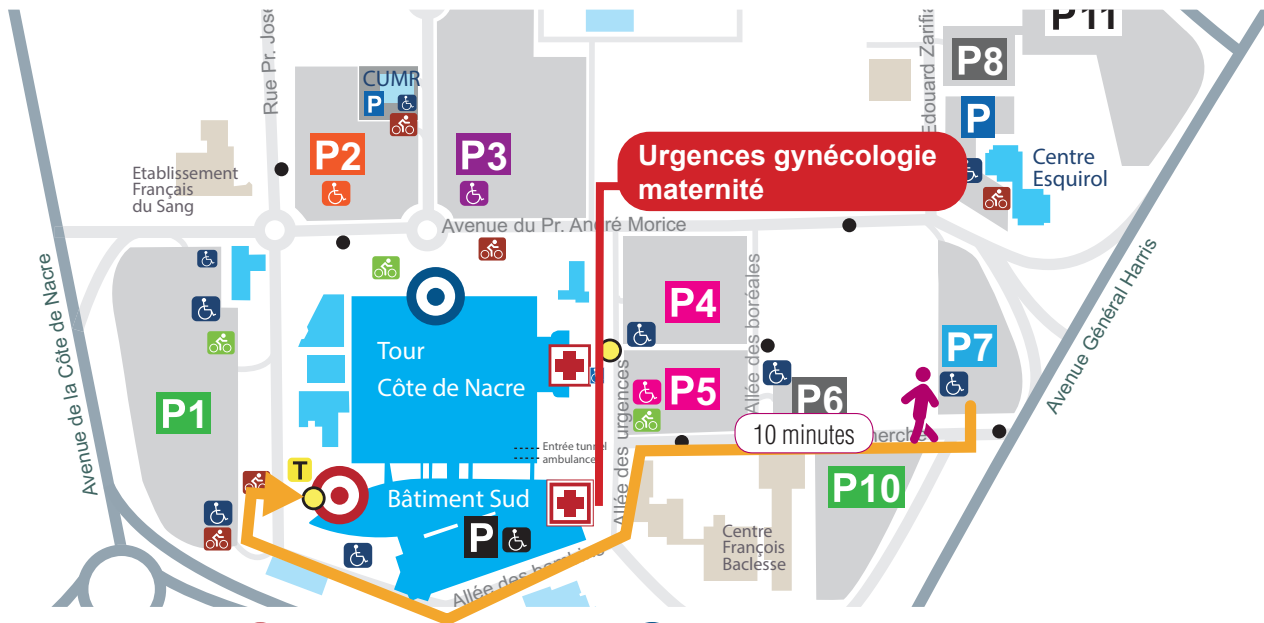 P11
Rue Pr. Jose
Edouard Zarifia
P8
CUMR
P
P
P2
P3
Urgences gynécologie
maternité
Centre
Esquirol
Etablissement
Français
du Sang
Avenue du Pr. André Morice
Avenue de la Côte de Nacre
Avenue Général Harris
Allée des boréales
P4
Tour
Côte de Nacre
P7
P5
P6
P1
Allée des urgences
10 minutes
herche
Entrée tunnel
ambulance
T
P10
Bâtiment Sud
P
Centre
François
Baclesse
Allée des bambins